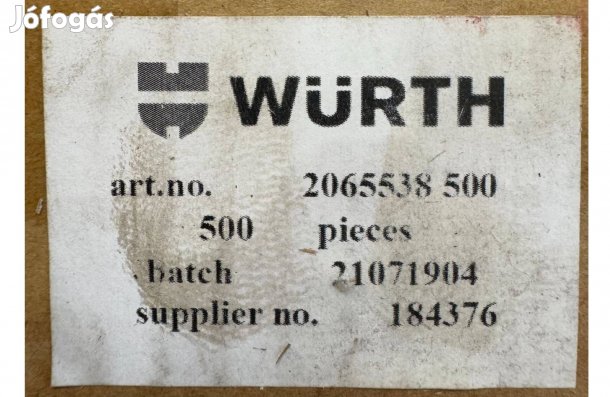 Jófogás
WÜRTH
art.no. 2065538 500
500 pieces
batch 21071904
supplier no. 184376